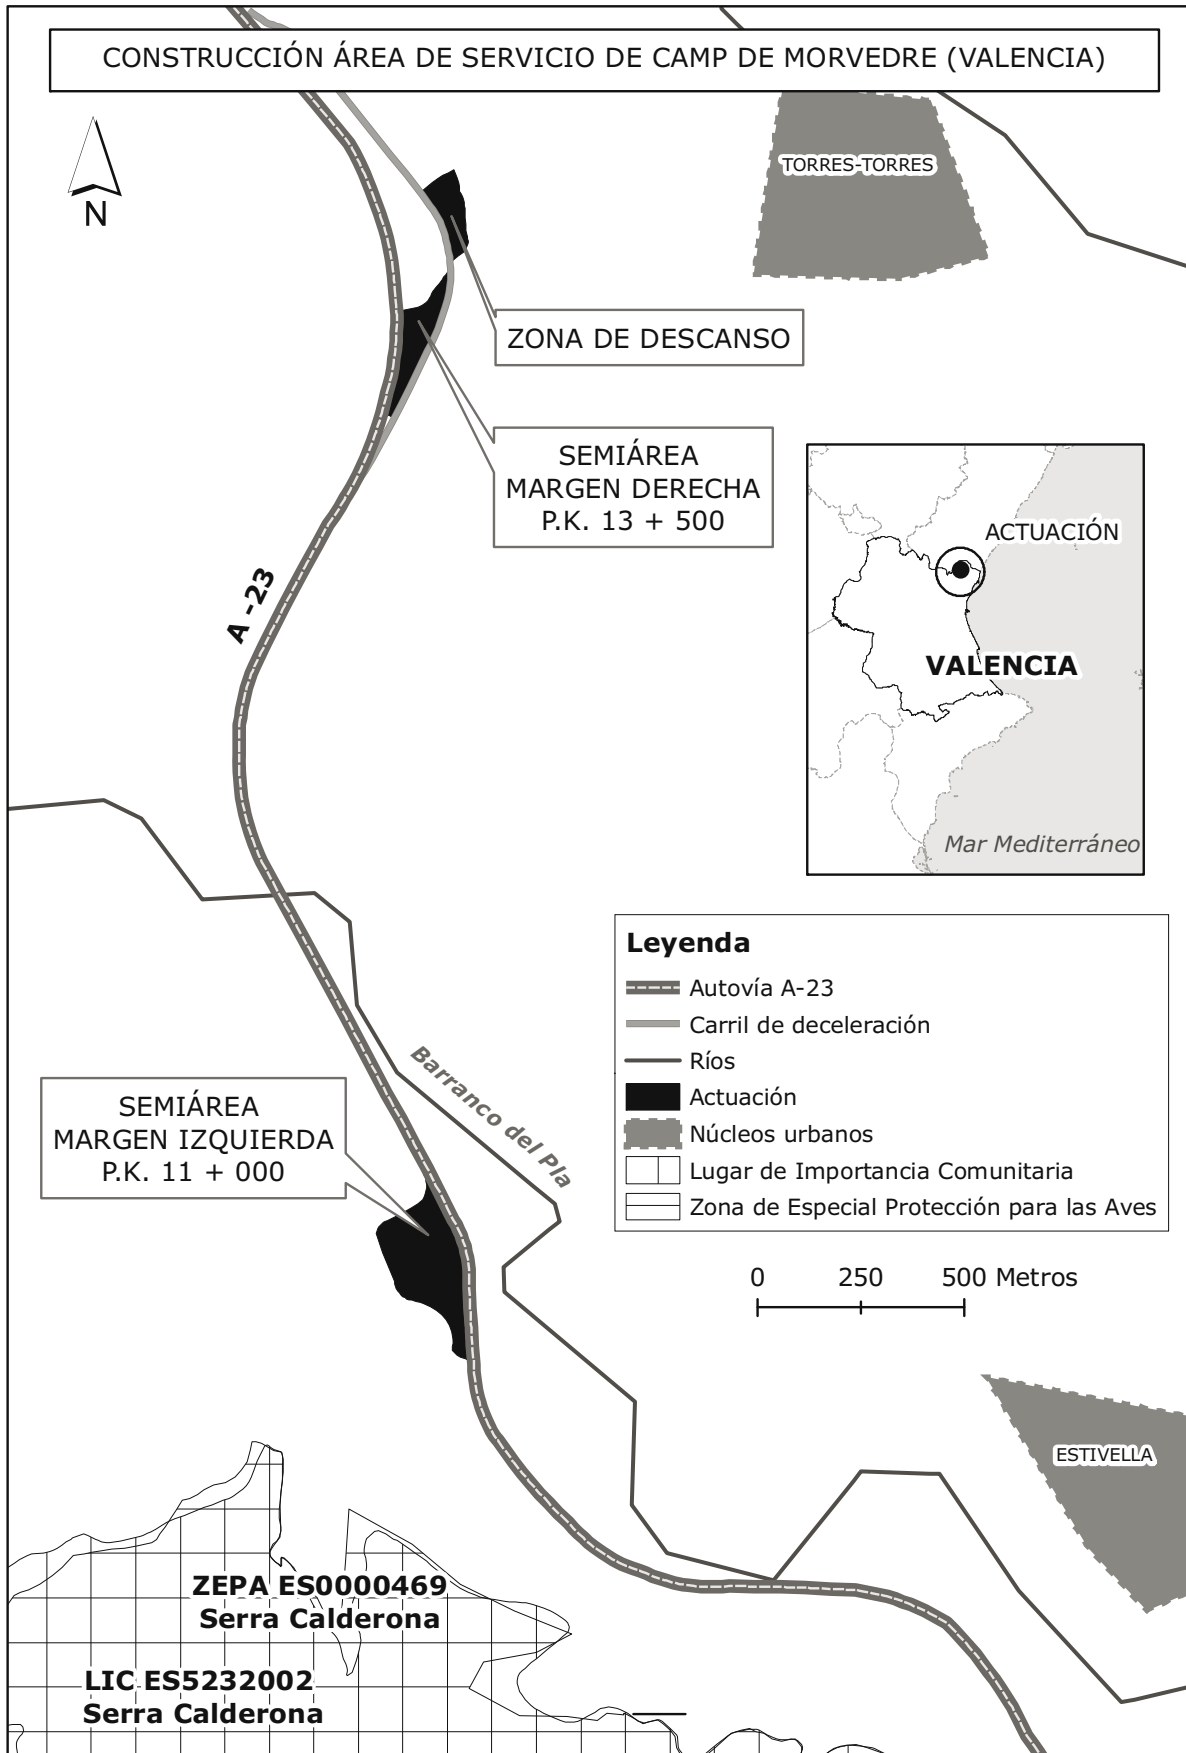 CONSTRUCCIÓN ÁREA DE SERVICIO DE CAMP DE MORVEDRE (VALENCIA)
N
TORRES-TORRES
ZONA DE DESCANSO
SEMIÁREA
MARGEN DERECHA
P.K. 13 + 500
A -23
ACTUACIÓN
VALENCIA
Mar Mediterráneo
Leyenda
Autovía A-23
Carril de deceleración
Ríos
Actuación
Núcleos urbanos
Lugar de Importancia Comunitaria
Zona de Especial Protección para las Aves
Barranco del Pla
SEMIÁREA
MARGEN IZQUIERDA
P.K. 11 + 000
0 250 500 Metros
ESTIVELLA
ZEPA ES0000469
Serra Calderona
LIC ES5232002
Serra Calderona